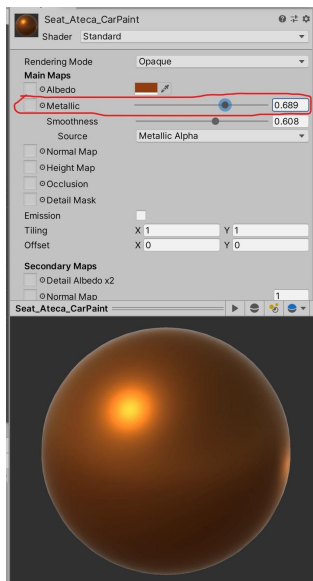 Seat_Ateca_CarPaint
Shader Standard
Rendering Mode Opaque
Main Maps
Albedo
Metallic 0.689
Smoothness 0.608
Source Metallic Alpha
Normal Map
Height Map
Occlusion
Detail Mask
Emission
Tiling X 1 Y 1
Offset X 0 Y 0
Secondary Maps
Detail Albedo x2
Normal Map 1
Seat_Ateca_CarPaint